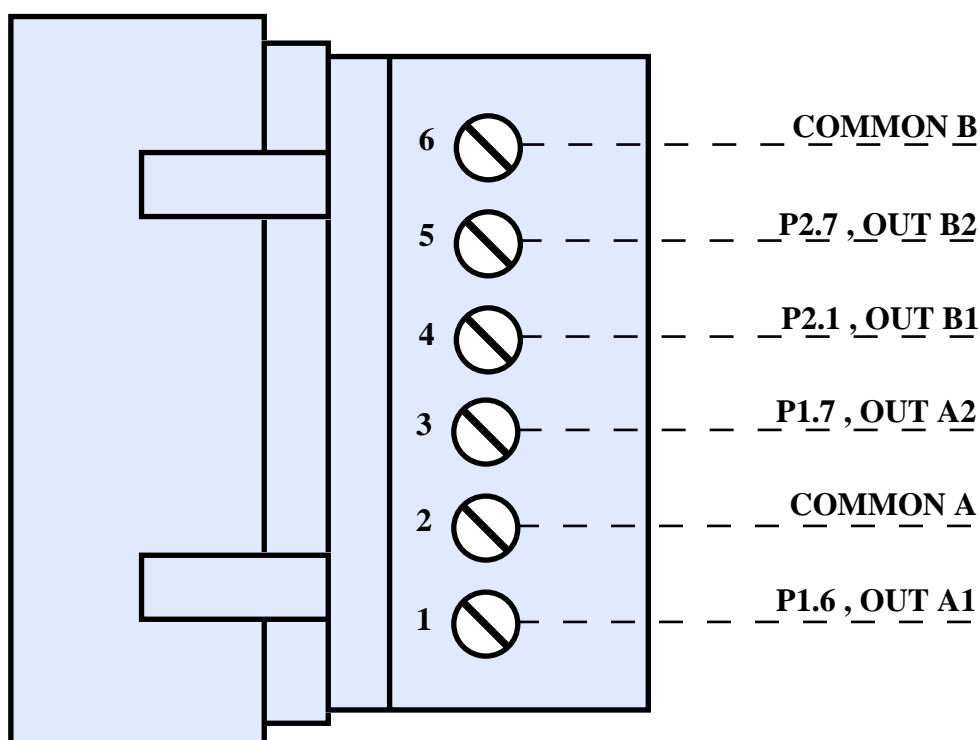 6 COMMON B
5 P2.7 , OUT B2
4 P2.1 , OUT B1
3 P1.7 , OUT A2
2 COMMON A
1 P1.6 , OUT A1